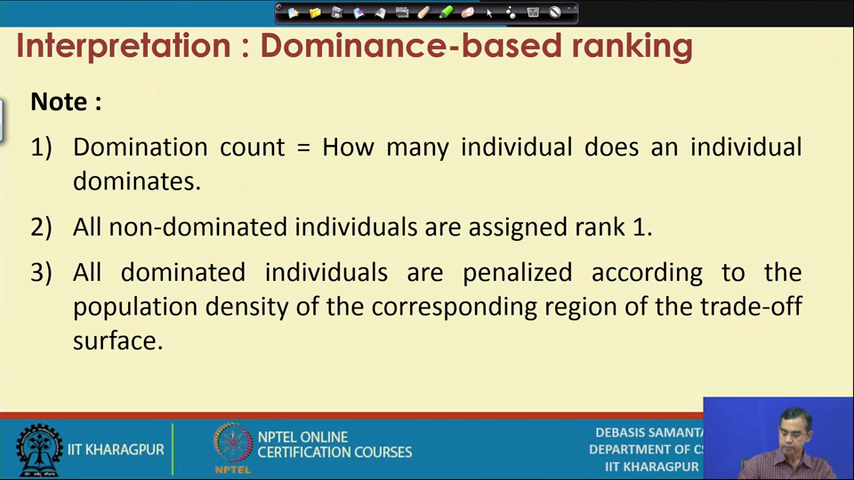 Interpretation : Dominance-based ranking
Note :
1) Domination count = How many individual does an individual
dominates.
2) All non-dominated individuals are assigned rank 1.
3) All dominated individuals are penalized according to the
population density of the corresponding region of the trade-off
surface.
IIT KHARAGPUR
NPTEL
NPTEL ONLINE
CERTIFICATION COURSES
DEBASIS SAMANTA
DEPARTMENT OF CS
IIT KHARAGPUR